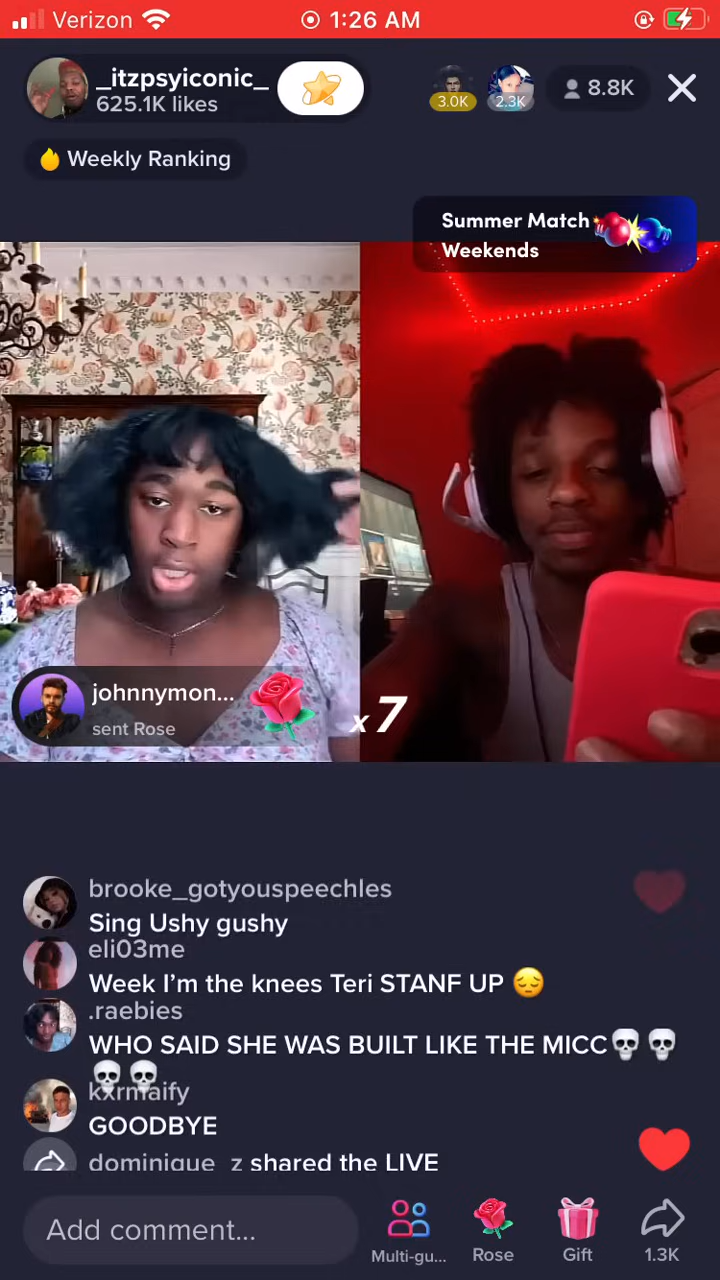 Verizon 1:26 AM
_itzpsyiconic_
625.1K likes
3.0K 2.3K 8.8K
Weekly Ranking
Summer Match
Weekends
johnnymon...
sent Rose
x 7
brooke_gotyouspeechles
Sing Ushy gushy
eli03me
Week I'm the knees Teri STANF UP 😔
.raebies
WHO SAID SHE WAS BUILT LIKE THE MICC💀💀
💀💀
kxrmaify
GOODBYE
dominique_z shared the LIVE
Add comment...
Multi-gu... Rose Gift 1.3K